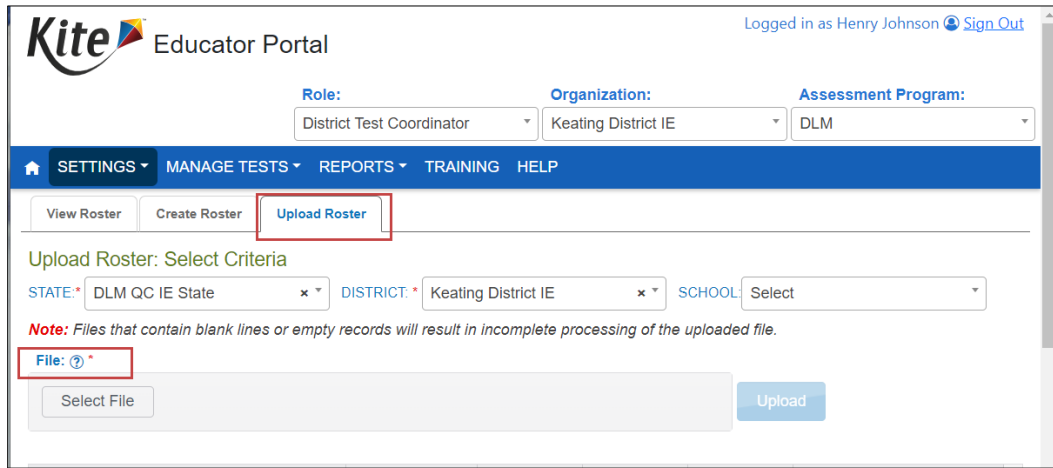 Kite Educator Portal
Logged in as Henry Johnson Sign Out
Role: Organization: Assessment Program:
District Test Coordinator Keating District IE DLM
SETTINGS MANAGE TESTS REPORTS TRAINING HELP
View Roster Create Roster Upload Roster
Upload Roster: Select Criteria
STATE:* DLM QC IE State × DISTRICT: * Keating District IE × SCHOOL: Select
Note: Files that contain blank lines or empty records will result in incomplete processing of the uploaded file.
File: ? *
Select File Upload